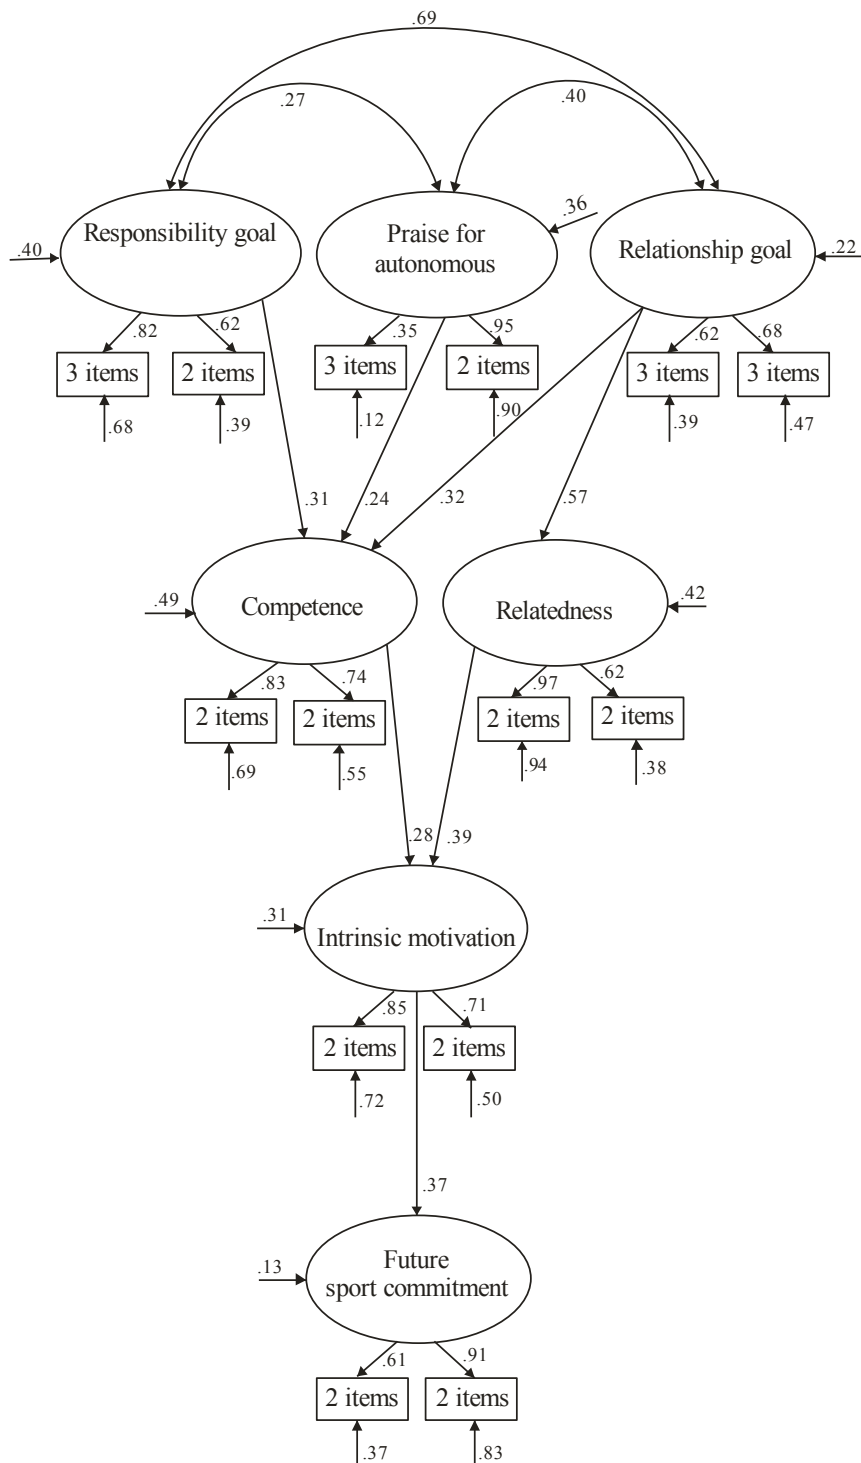 .69
.27
.40
.36
Responsibility goal
Praise for
autonomous
Relationship goal
.40
.22
.82
.62
.35
.95
.62
.68
3 items
2 items
3 items
2 items
3 items
3 items
.68
.39
.12
.90
.39
.47
.31
.24
.32
.57
.49
Competence
Relatedness
.42
.83
.74
.97
.62
2 items
2 items
2 items
2 items
.69
.55
.94
.38
.28
.39
.31
Intrinsic motivation
.85
.71
2 items
2 items
.72
.50
.37
.13
Future
sport commitment
.61
.91
2 items
2 items
.37
.83